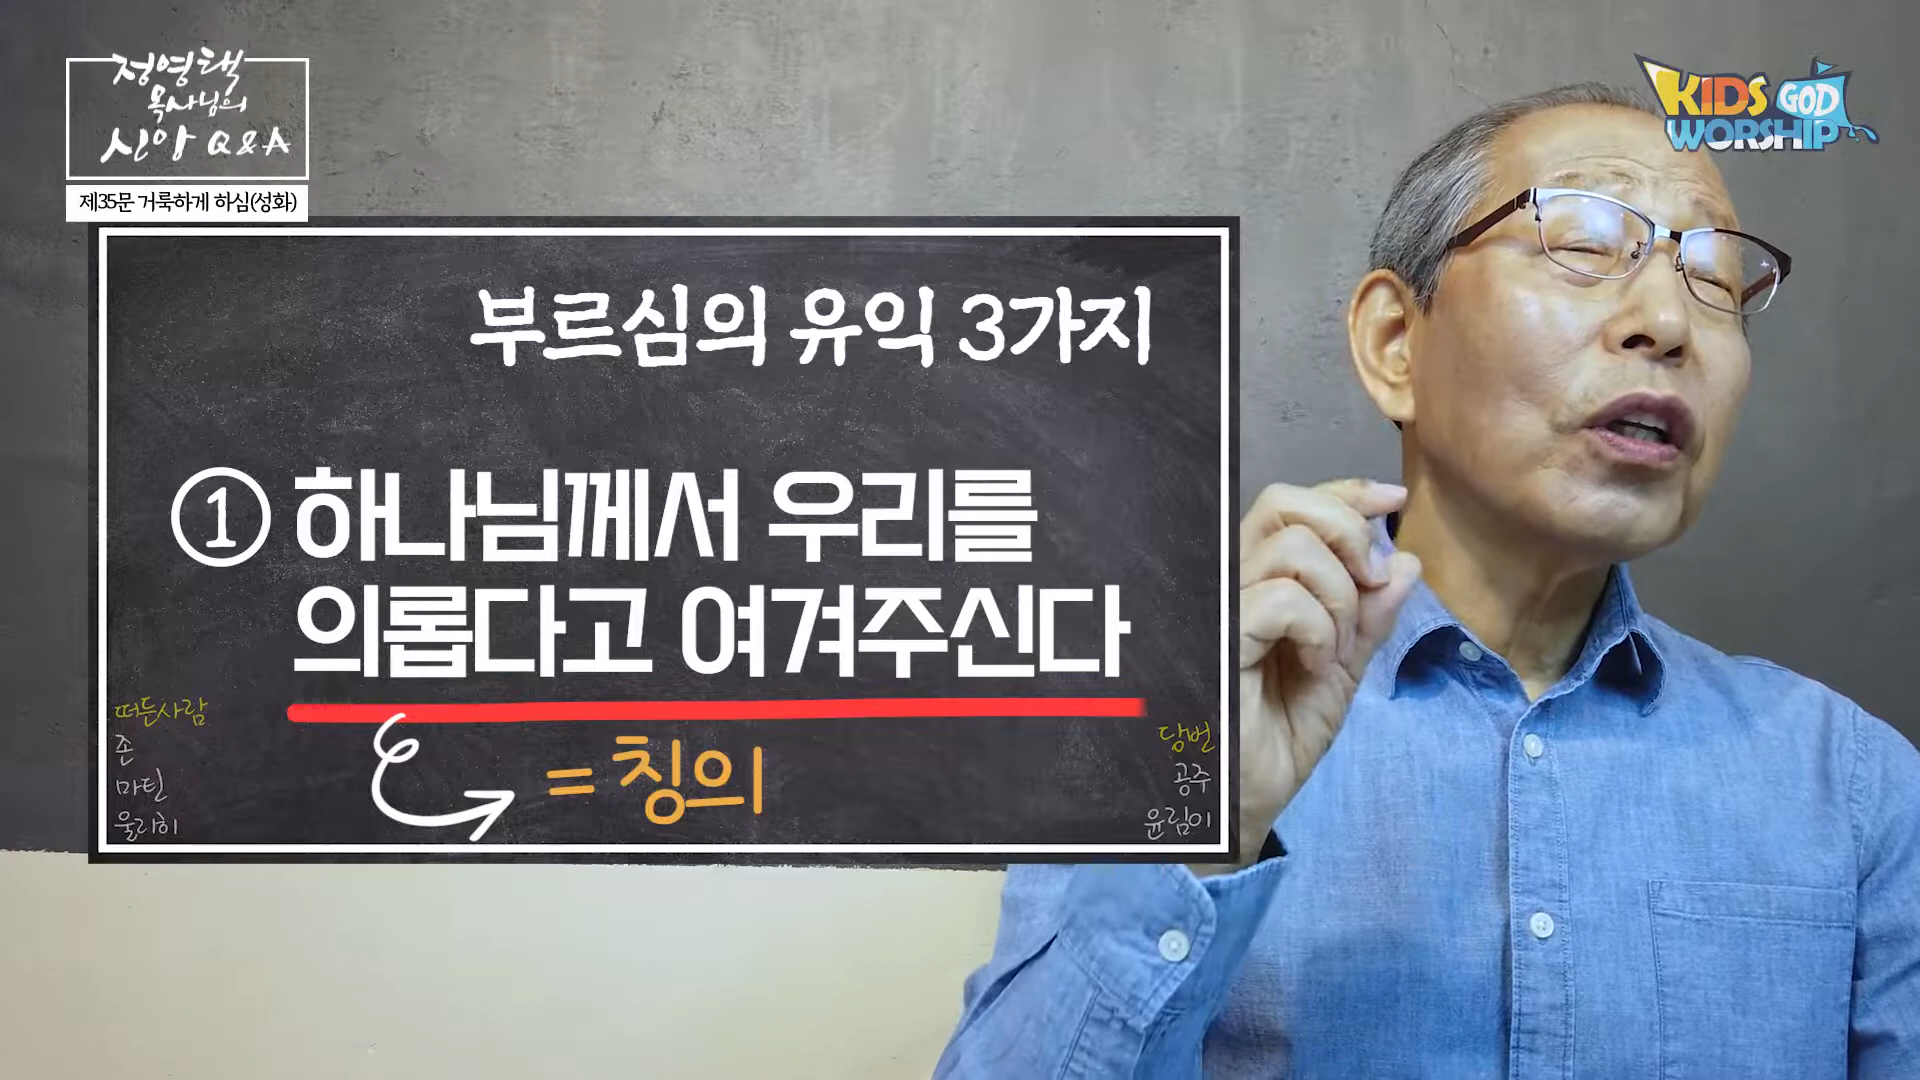 정영택
목사님의
신앙 Q&A
제35문 거룩하게 하심(성화)
KIDS GOD
WORSHIP
부르심의 유익 3가지
① 하나님께서 우리를
의롭다고 여겨주신다
= 칭의
떠든사람
존
마틴
울리히
당번
공주
윤림이